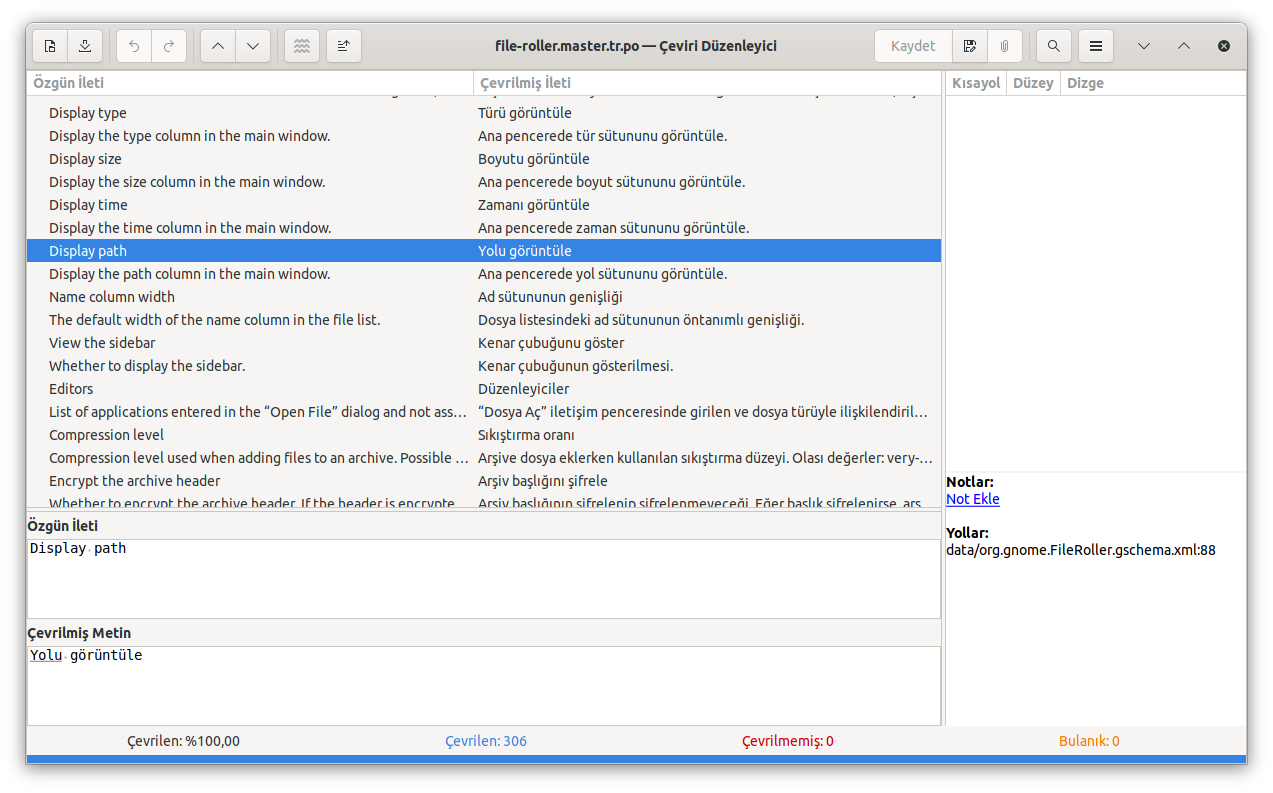 file-roller.master.tr.po — Çeviri Düzenleyici
Kaydet
Özgün İleti Çevrilmiş İleti
Kısayol Düzey Dizge
Display type Türü görüntüle
Display the type column in the main window. Ana pencerede tür sütununu görüntüle.
Display size Boyutu görüntüle
Display the size column in the main window. Ana pencerede boyut sütununu görüntüle.
Display time Zamanı görüntüle
Display the time column in the main window. Ana pencerede zaman sütununu görüntüle.
Display path Yolu görüntüle
Display the path column in the main window. Ana pencerede yol sütununu görüntüle.
Name column width Ad sütununun genişliği
The default width of the name column in the file list. Dosya listesindeki ad sütununun öntanımlı genişliği.
View the sidebar Kenar çubuğunu göster
Whether to display the sidebar. Kenar çubuğunun gösterilmesi.
Editors Düzenleyiciler
List of applications entered in the “Open File” dialog and not ass… “Dosya Aç” iletişim penceresinde girilen ve dosya türüyle ilişkilendiril…
Compression level Sıkıştırma oranı
Compression level used when adding files to an archive. Possible … Arşive dosya eklerken kullanılan sıkıştırma düzeyi. Olası değerler: very-…
Encrypt the archive header Arşiv başlığını şifrele
Whether to encrypt the archive header. If the header is encrypte Arşiv başlığının şifrelenip şifrelenmeyeceği. Eğer başlık şifrelenirse, arş
Özgün İleti
Display path
Çevrilmiş Metin
Yolu görüntüle
Notlar:
Not Ekle
Yollar:
data/org.gnome.FileRoller.gschema.xml:88
Çevrilen: %100,00 Çevrilen: 306 Çevrilmemiş: 0 Bulanık: 0